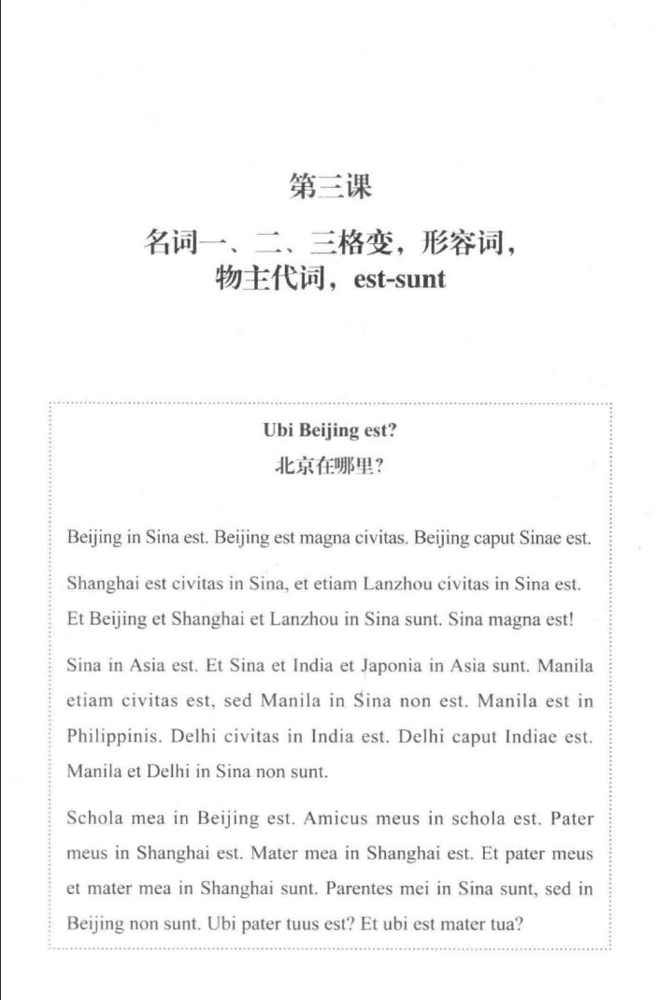 第三课
名词一、二、三格变，形容词，
物主代词，est-sunt
Ubi Beijing est?
北京在哪里?
Beijing in Sina est. Beijing est magna civitas. Beijing caput Sinae est.
Shanghai est civitas in Sina, et etiam Lanzhou civitas in Sina est.
Et Beijing et Shanghai et Lanzhou in Sina sunt. Sina magna est!
Sina in Asia est. Et Sina et India et Japonia in Asia sunt. Manila
etiam civitas est, sed Manila in Sina non est. Manila est in
Philippinis. Delhi civitas in India est. Delhi caput Indiae est.
Manila et Delhi in Sina non sunt.
Schola mea in Beijing est. Amicus meus in schola est. Pater
meus in Shanghai est. Mater mea in Shanghai est. Et pater meus
et mater mea in Shanghai sunt. Parentes mei in Sina sunt, sed in
Beijing non sunt. Ubi pater tuus est? Et ubi est mater tua?